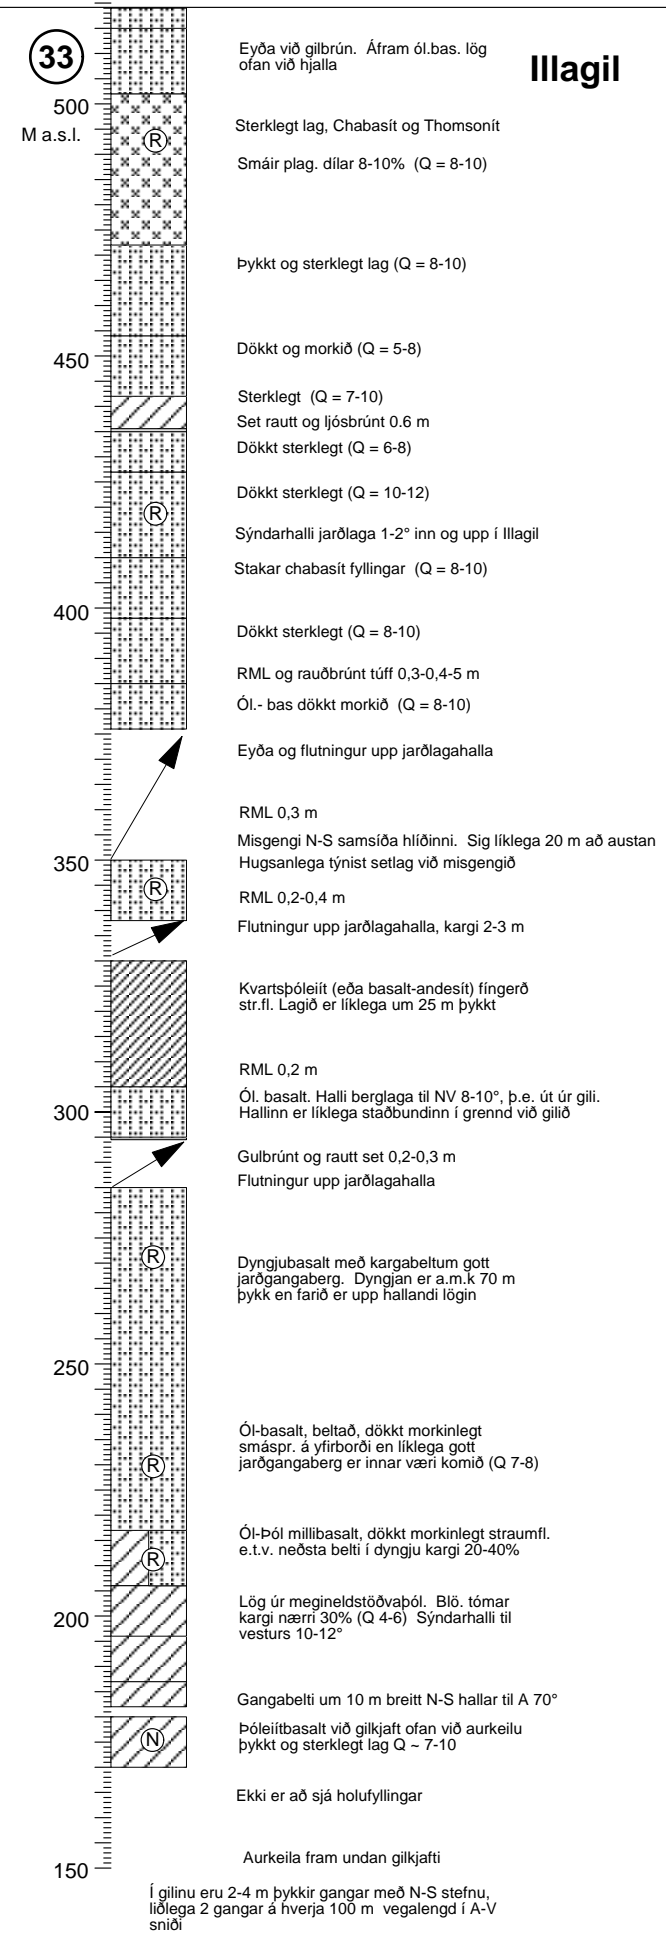 33
Illagil
Eyða við gilbrún. Áfram ól.bas. lög
ofan við hjalla
500
M a.s.l.
Sterklegt lag, Chabasít og Thomsonít
R
Smáir plag. dílar 8-10% (Q = 8-10)
Þykkt og sterklegt lag (Q = 8-10)
450
Dökkt og morkið (Q = 5-8)
Sterklegt (Q = 7-10)
Set rautt og ljósbrúnt 0.6 m
Dökkt sterklegt (Q = 6-8)
Dökkt sterklegt (Q = 10-12)
R
Sýndarhalli jarðlaga 1-2° inn og upp í Illagil
Stakar chabasít fyllingar (Q = 8-10)
400
Dökkt sterklegt (Q = 8-10)
RML og rauðbrúnt túff 0,3-0,4-5 m
Ól.- bas dökkt morkið (Q = 8-10)
Eyða og flutningur upp jarðlagahalla
RML 0,3 m
Misgengi N-S samsíða hlíðinni. Sig líklega 20 m að austan
Hugsanlega týnist setlag við misgengið
350
R
RML 0,2-0,4 m
Flutningur upp jarðlagahalla, kargi 2-3 m
Kvartsþóleiít (eða basalt-andesít) fíngerð
str.fl. Lagið er líklega um 25 m þykkt
RML 0,2 m
Ól. basalt. Halli berglaga til NV 8-10°, þ.e. út úr gili.
Hallinn er líklega staðbundinn í grennd við gilið
300
Gulbrúnt og rautt set 0,2-0,3 m
Flutningur upp jarðlagahalla
R
Dyngjubasalt með kargabeltum gott
jarðgangaberg. Dyngjan er a.m.k 70 m
þykk en farið er upp hallandi lögin
250
Ól-basalt, beltað, dökkt morkinlegt
smáspr. á yfirborði en líklega gott
jarðgangaberg er innar væri komið (Q 7-8)
R
Ól-Þól millibasalt, dökkt morkinlegt straumfl.
e.t.v. neðsta belti í dyngju kargi 20-40%
R
200
Lög úr megineldstöðvaþól. Blö. tómar
kargi nærri 30% (Q 4-6) Sýndarhalli til
vesturs 10-12°
Gangabelti um 10 m breitt N-S hallar til A 70°
Þóleiítbasalt við gilkjaft ofan við aurkeilu
þykkt og sterklegt lag Q ~ 7-10
N
Ekki er að sjá holufyllingar
Aurkeila fram undan gilkjafti
150
Í gilinu eru 2-4 m þykkir gangar með N-S stefnu,
liðlega 2 gangar á hverja 100 m vegalengd í A-V
sniði